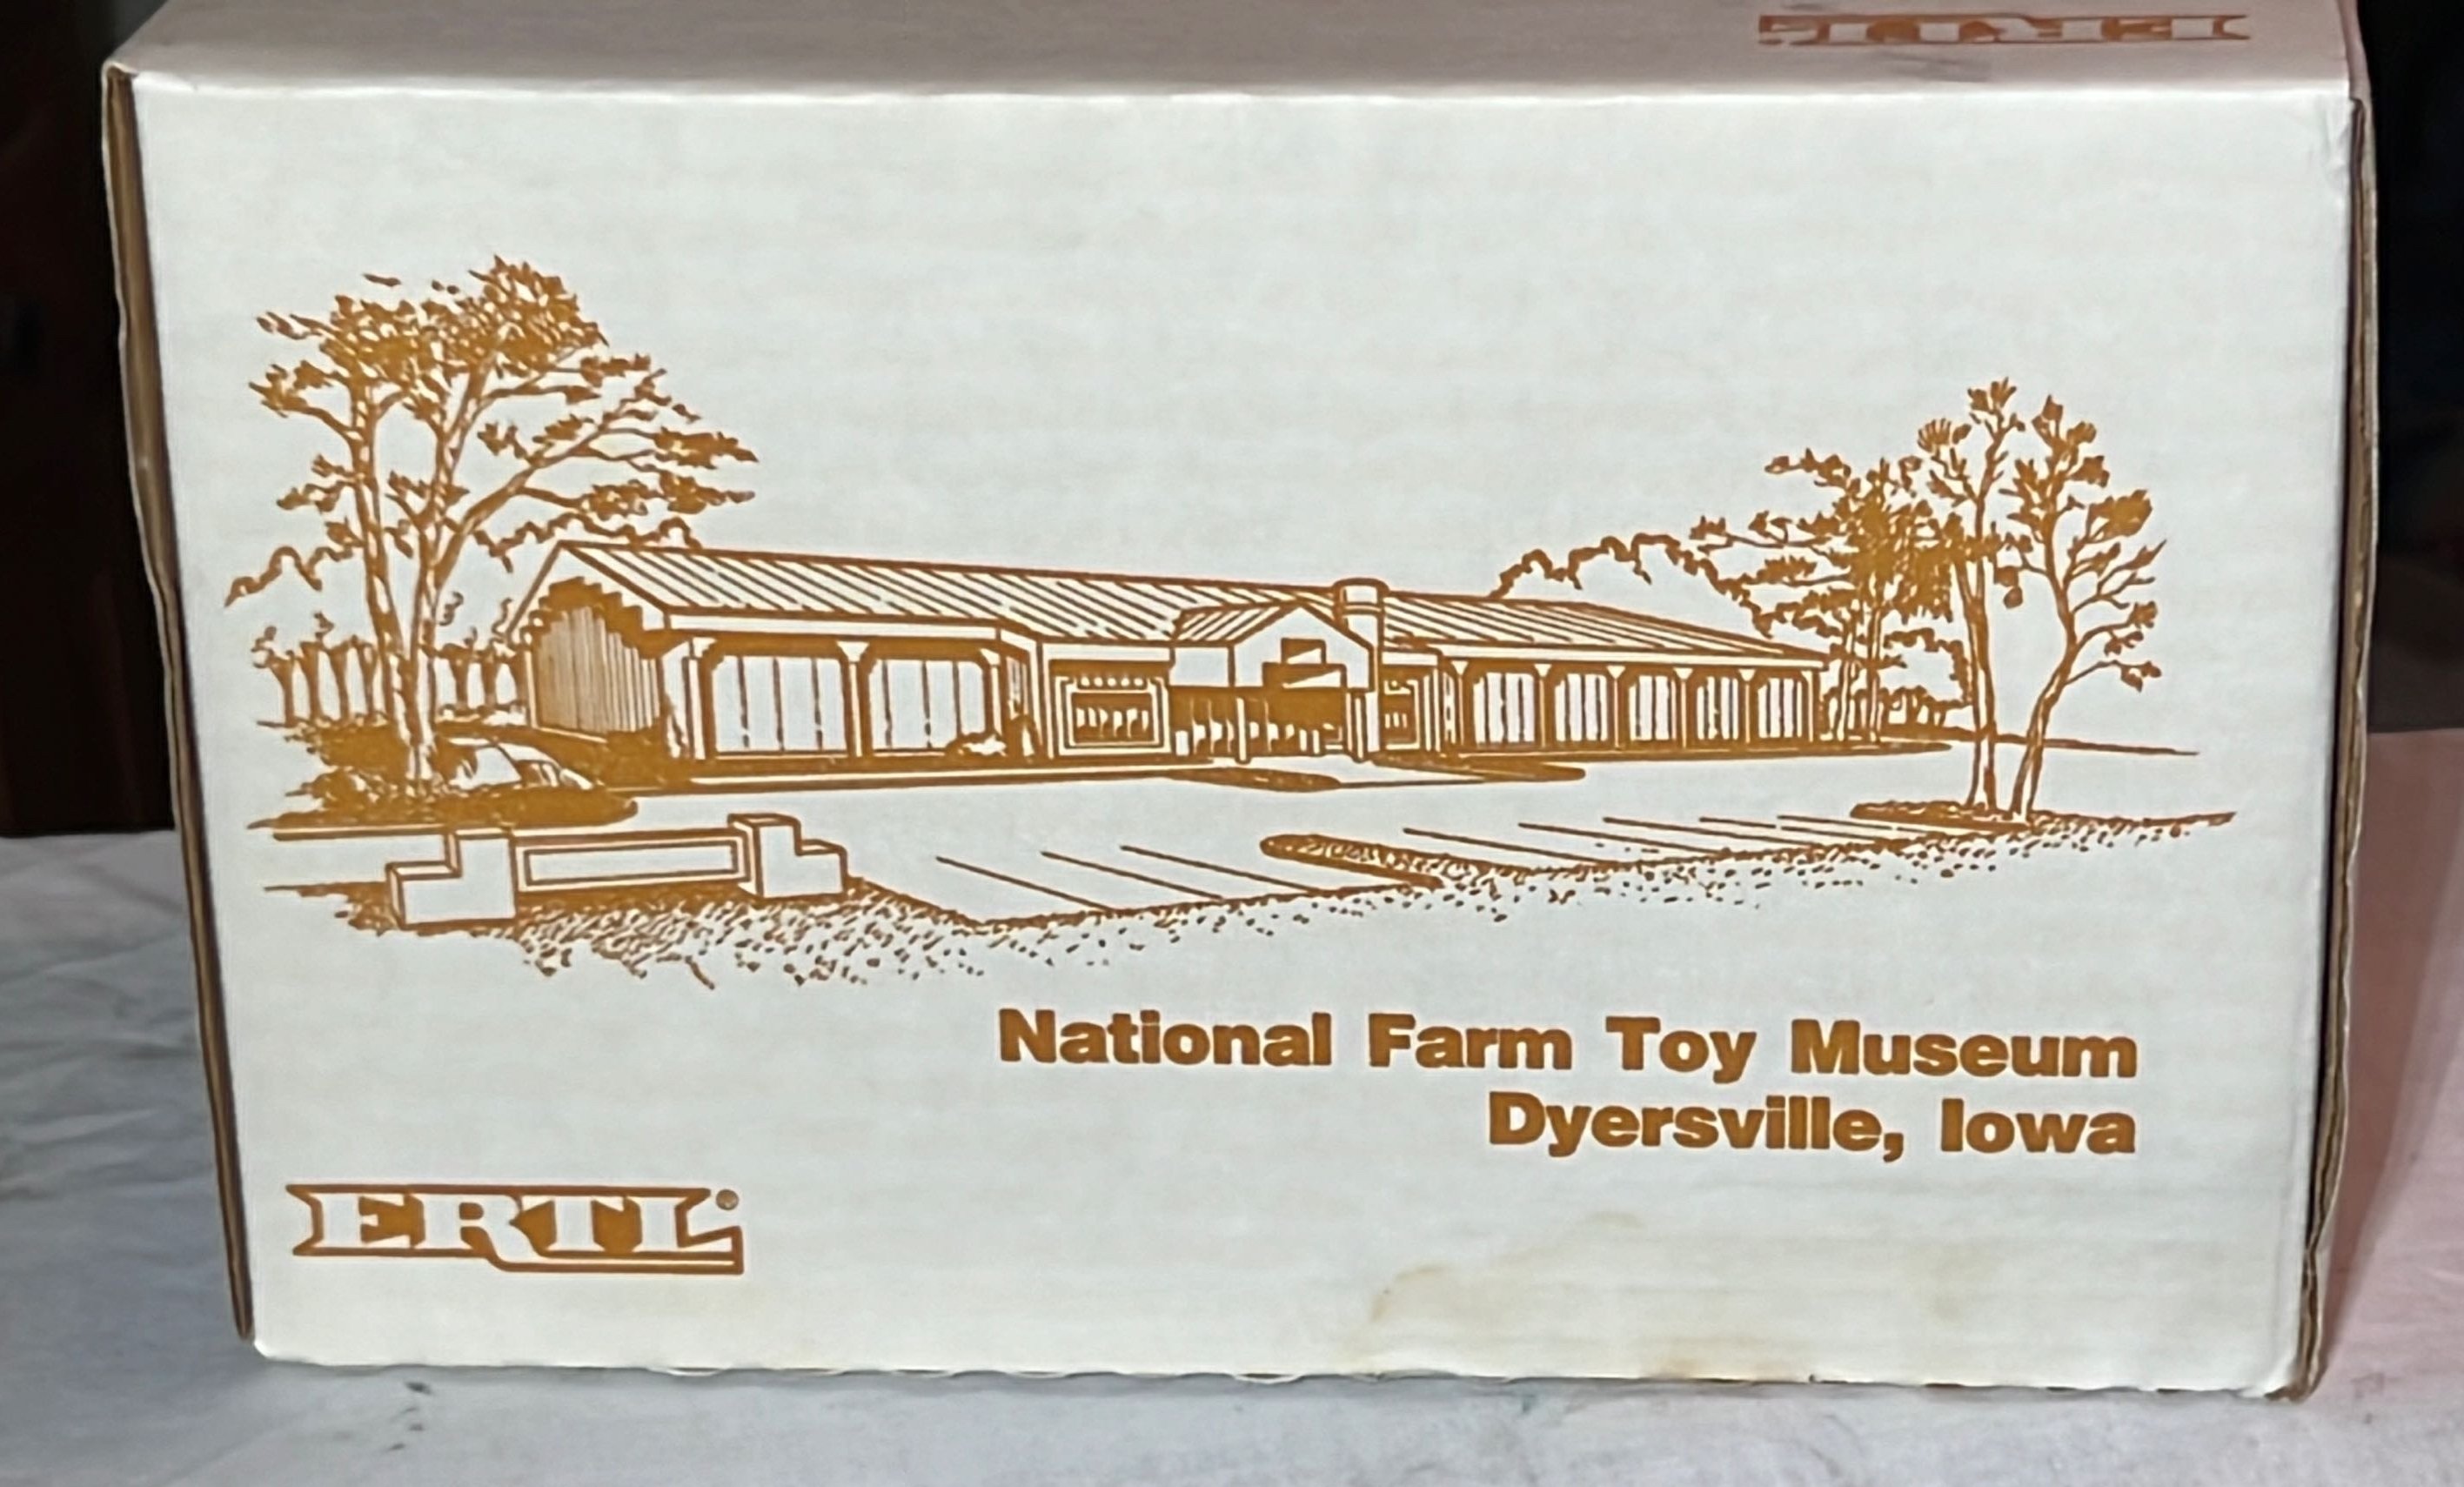 ERTL
National Farm Toy Museum
Dyersville, Iowa
ERTL®